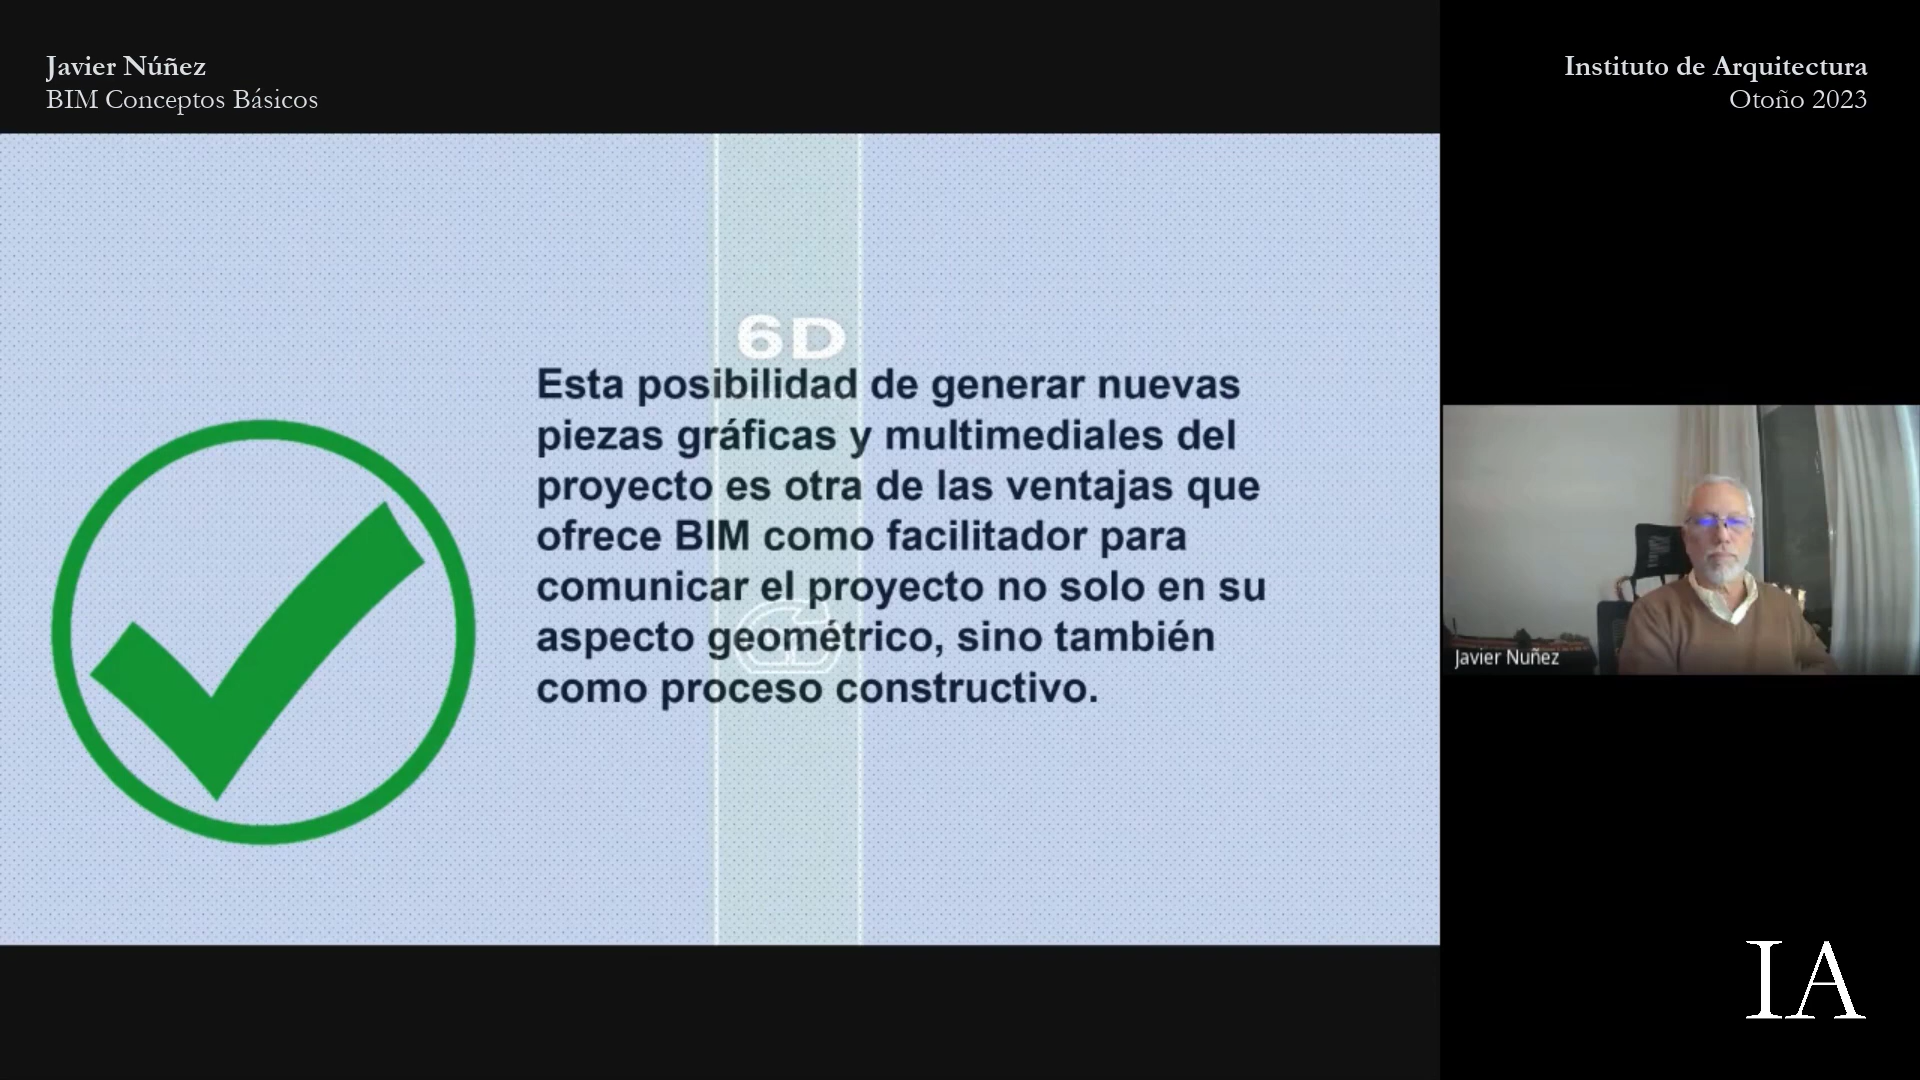 Javier Núñez
BIM Conceptos Básicos
Instituto de Arquitectura
Otoño 2023
6D
Esta posibilidad de generar nuevas
piezas gráficas y multimediales del
proyecto es otra de las ventajas que
ofrece BIM como facilitador para
comunicar el proyecto no solo en su
aspecto geométrico, sino también
como proceso constructivo.
Javier Nuñez
IA